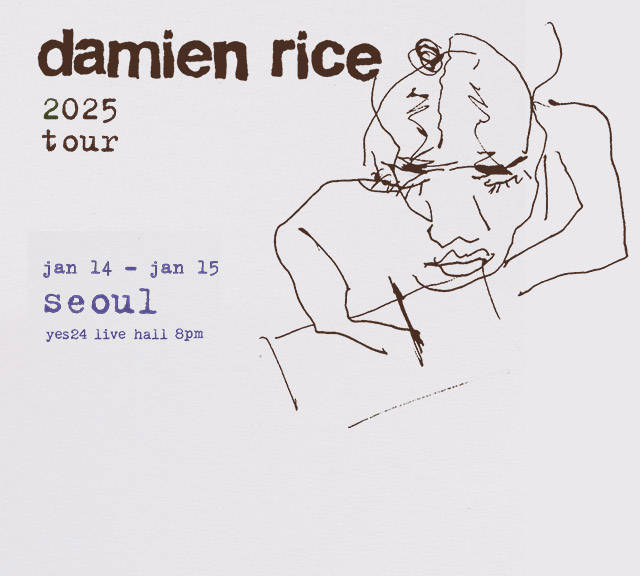 damien rice
2025
tour
jan 14 - jan 15
seoul
yes24 live hall 8pm